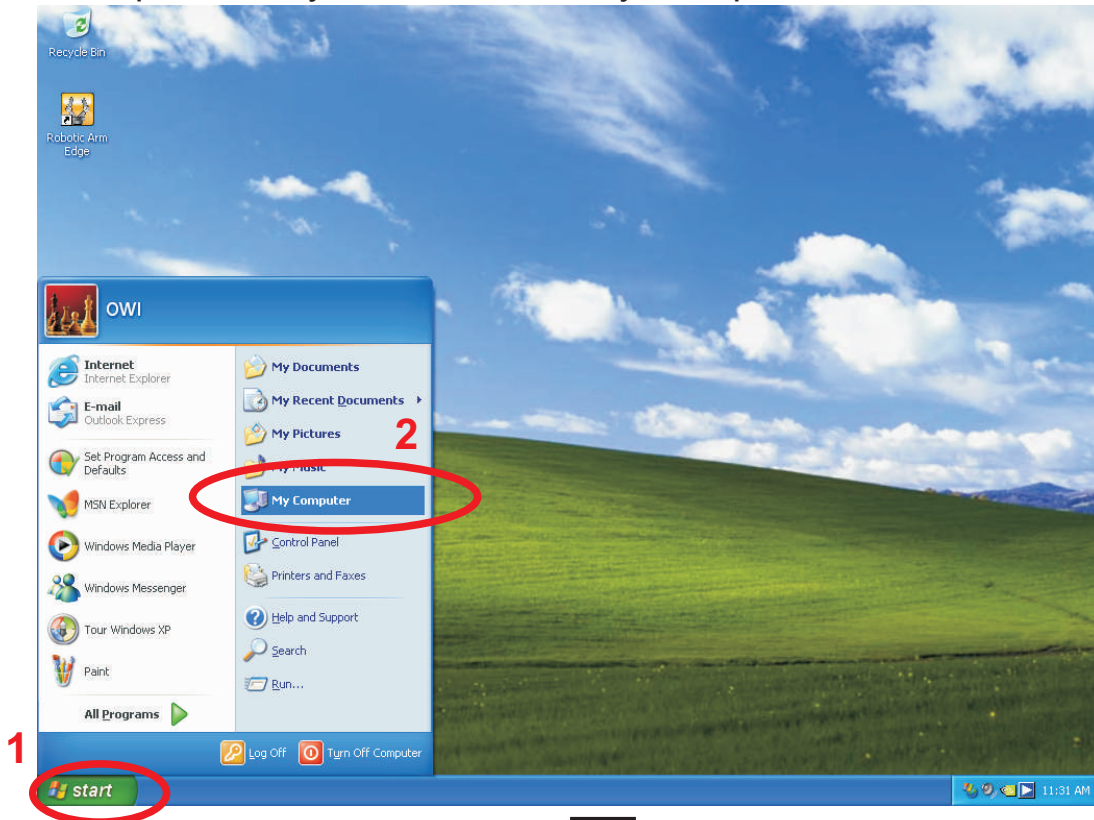 Recycle Bin
Robotic Arm
Edge
OWI
Internet
Internet Explorer
E-mail
Outlook Express
Set Program Access and
Defaults
MSN Explorer
Windows Media Player
Windows Messenger
Tour Windows XP
Paint
All Programs
My Documents
My Recent Documents
My Pictures
2
My Music
My Computer
Control Panel
Printers and Faxes
Help and Support
Search
Run...
1
Log Off
Turn Off Computer
start
11:31 AM